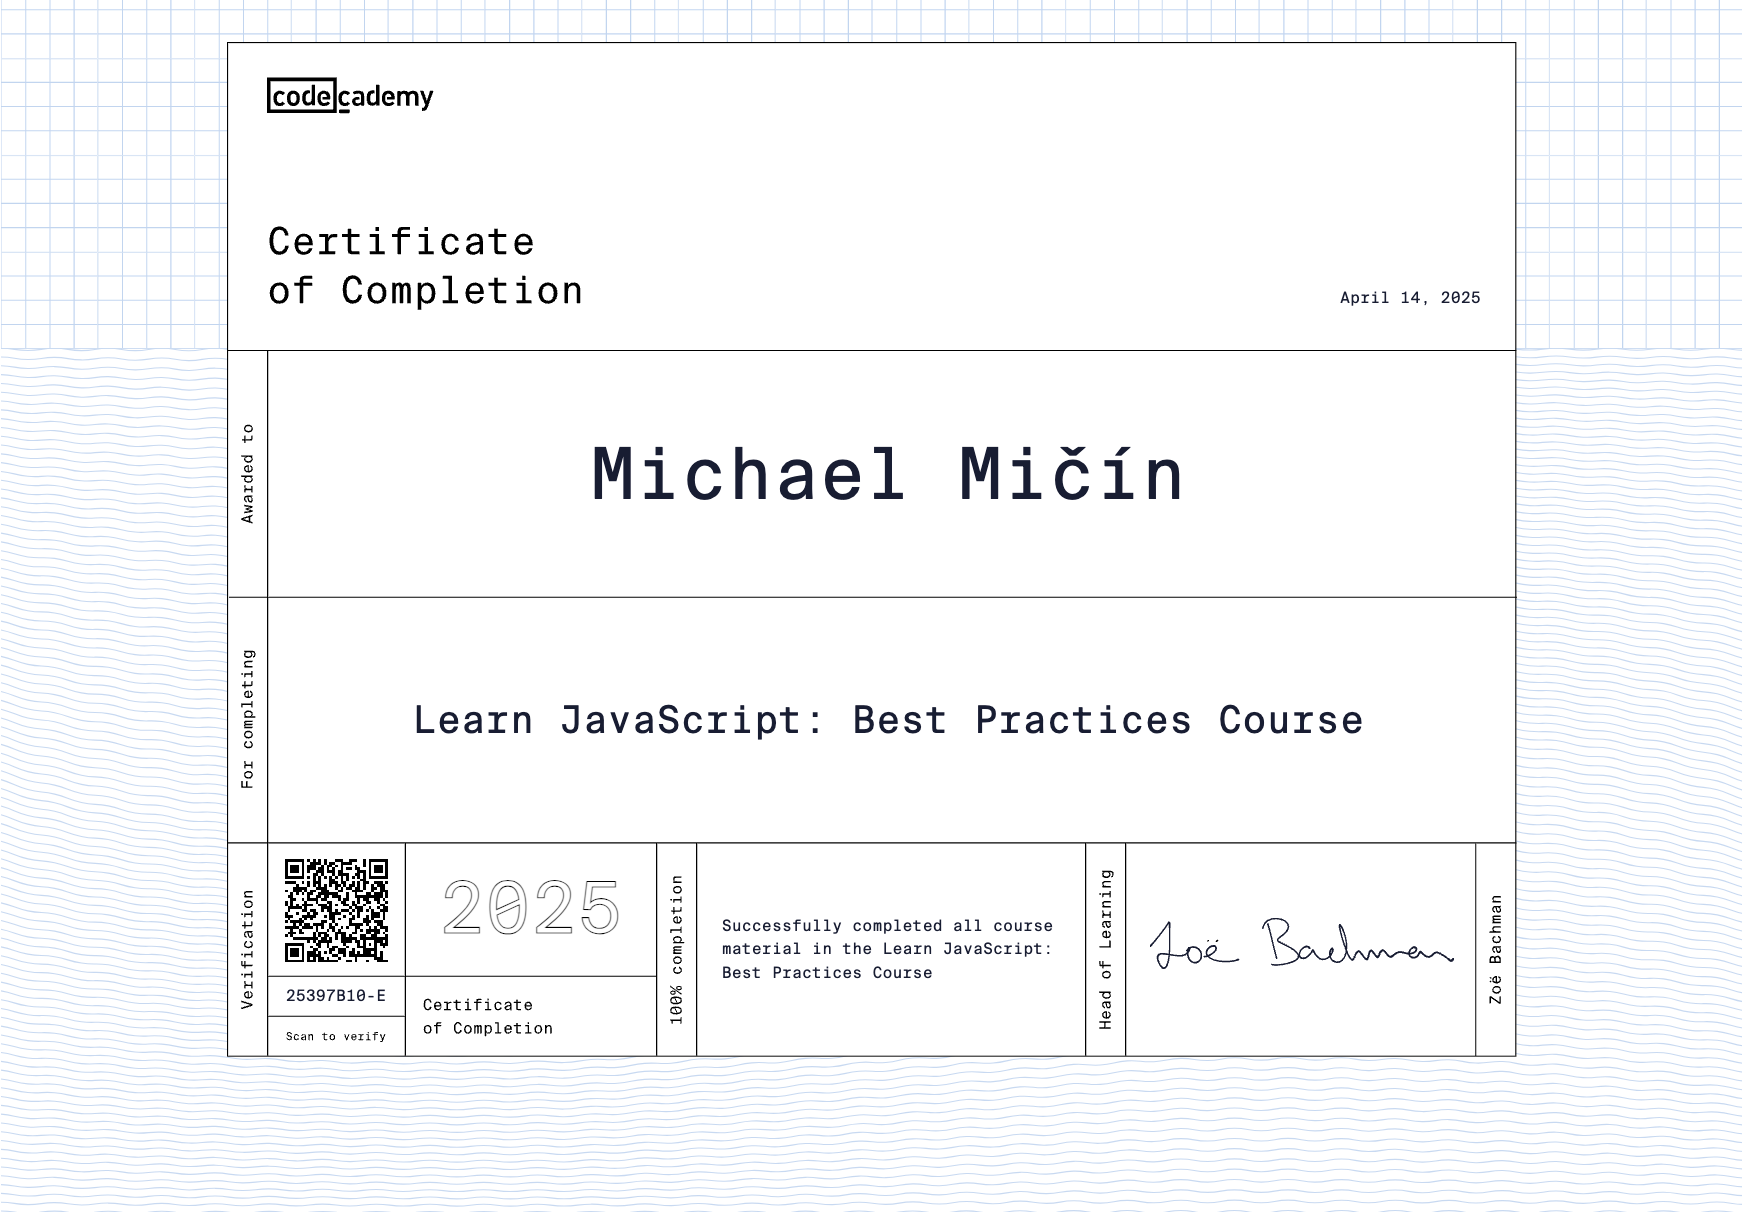 codecademy
Certificate
of Completion
April 14, 2025
Awarded to
Michael Mičín
For completing
Learn JavaScript: Best Practices Course
Verification
25397B10-E
Scan to verify
2025
Certificate
of Completion
100% completion
Successfully completed all course
material in the Learn JavaScript:
Best Practices Course
Head of Learning
Zoë Bachman
Zoë Bachman